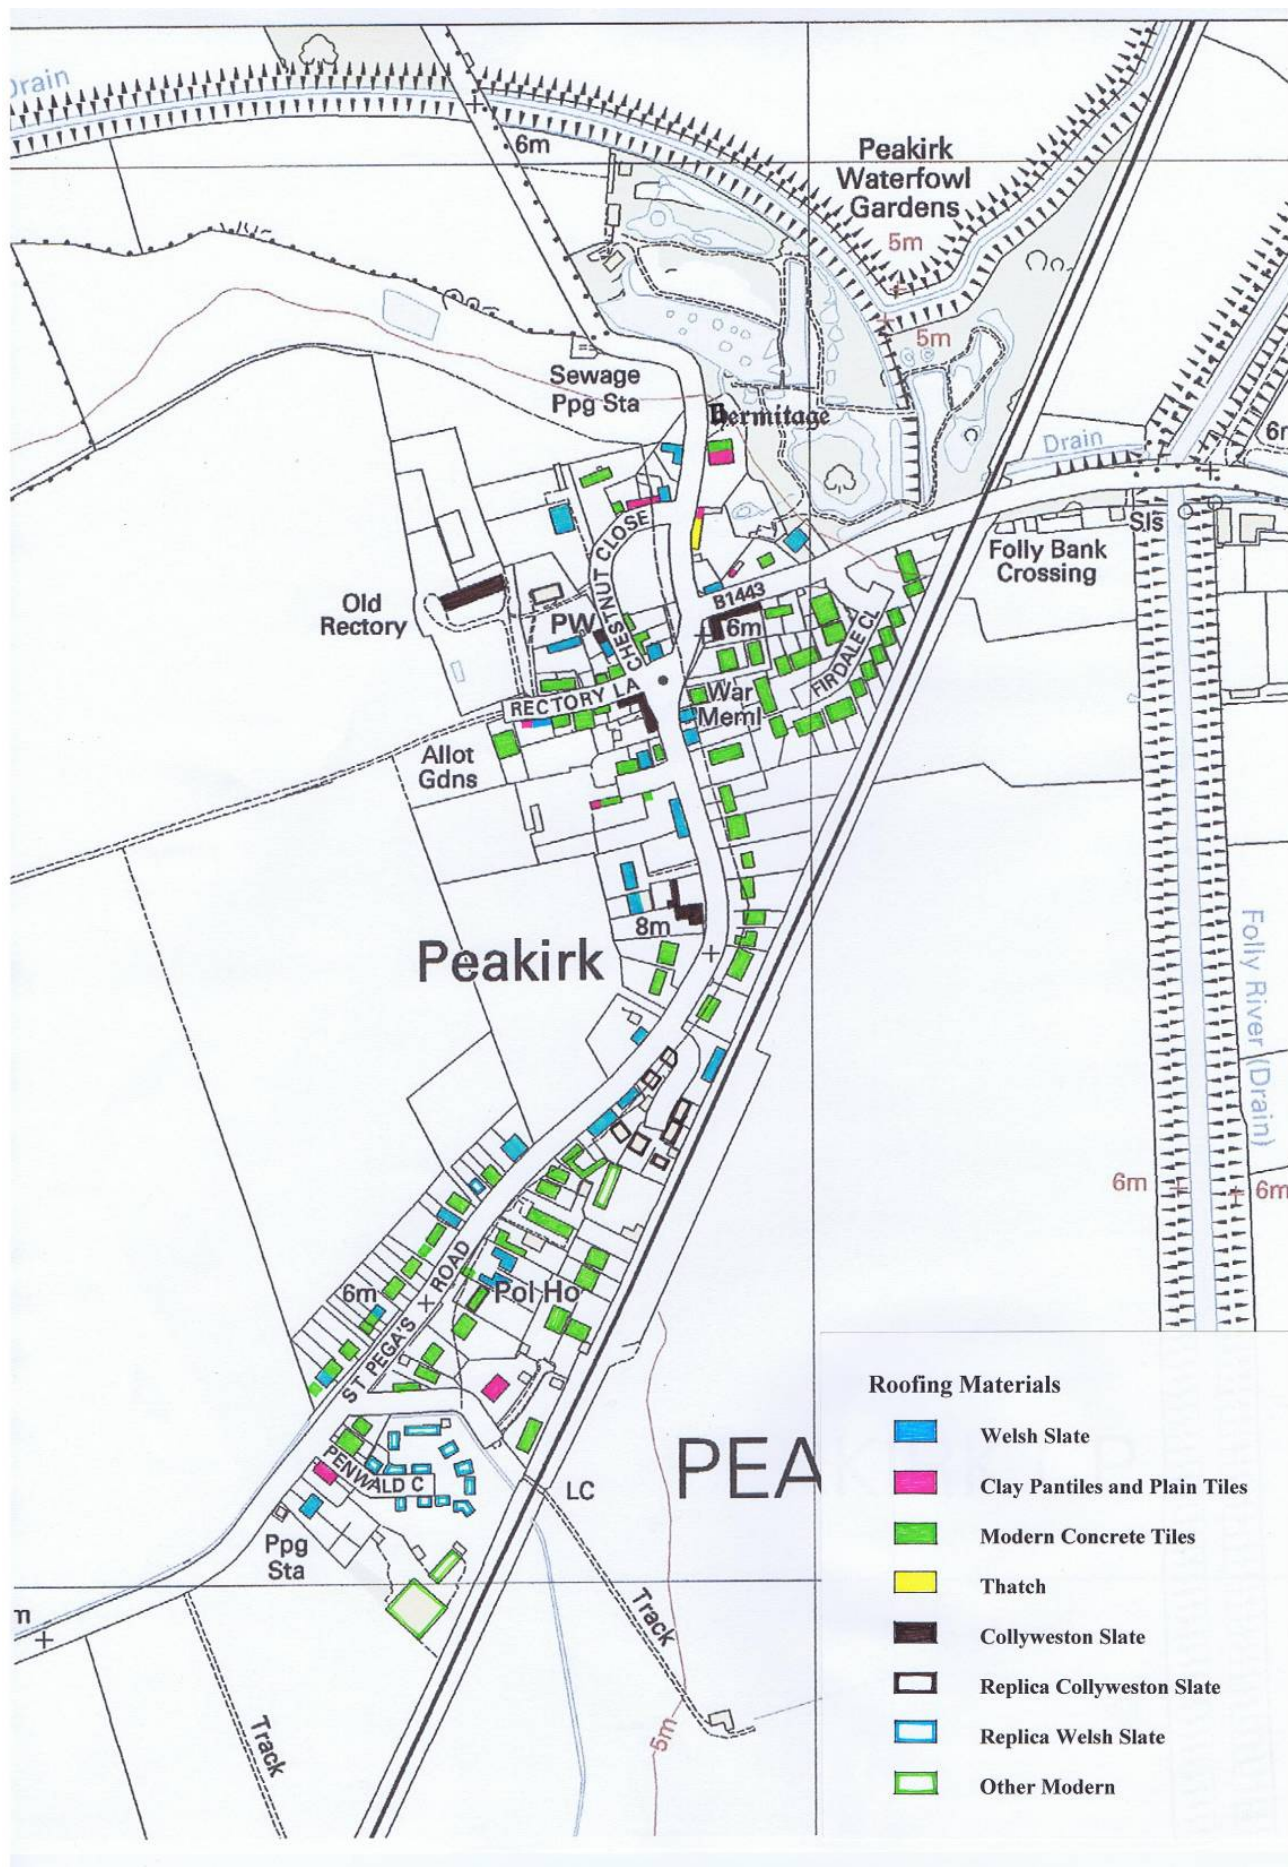 Drain
6m
Peakirk
Waterfowl
Gardens
5m
5m
Sewage
Ppg Sta
Hermitage
Drain
6m
Sls
Folly Bank
Crossing
CHESTNUT CLOSE
Old
Rectory
PW
B1443
6m
FIRDALE CL
RECTORY LA
War
Meml
Allot
Gdns
8m
Peakirk
Folly River (Drain)
6m
6m
ST PEGA'S ROAD
6m
Pol Ho
PENWALD C
LC
PEA
Ppg
Sta
m
Track
Track
5m
Roofing Materials
Welsh Slate
Clay Pantiles and Plain Tiles
Modern Concrete Tiles
Thatch
Collyweston Slate
Replica Collyweston Slate
Replica Welsh Slate
Other Modern